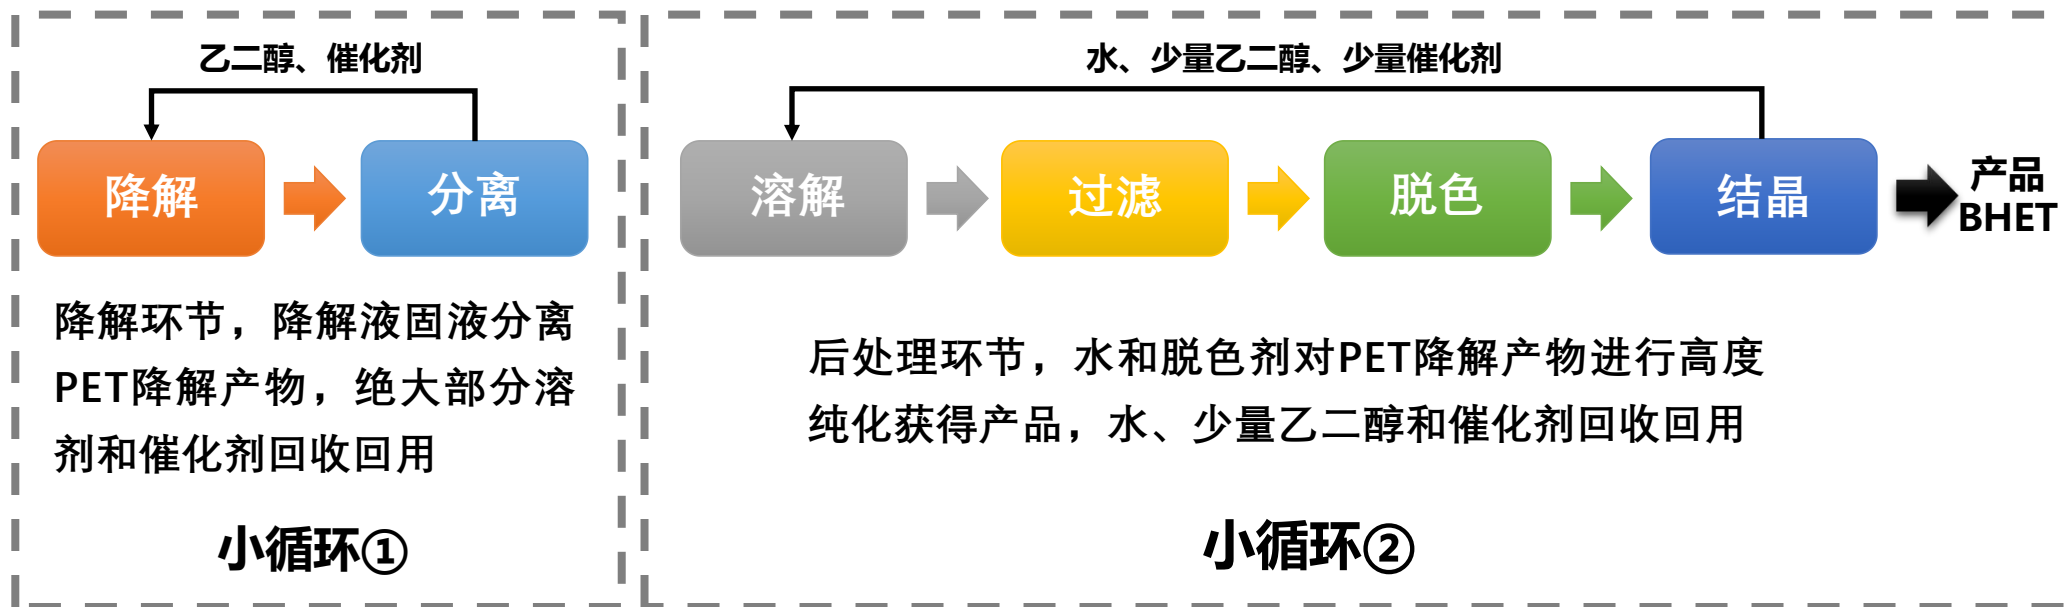 乙二醇、催化剂
降解
分离
降解环节，降解液固液分离
PET降解产物，绝大部分溶
剂和催化剂回收回用
小循环①
水、少量乙二醇、少量催化剂
溶解
过滤
脱色
结晶
产品
BHET
后处理环节，水和脱色剂对PET降解产物进行高度
纯化获得产品，水、少量乙二醇和催化剂回收回用
小循环②